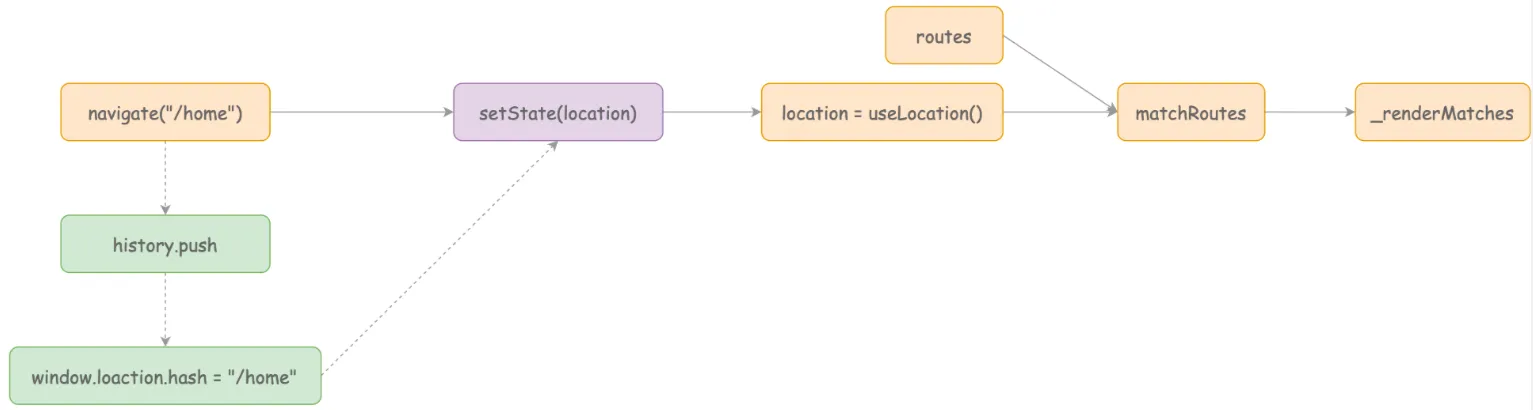 routes
navigate("/home")
setState(location)
location = useLocation()
matchRoutes
_renderMatches
history.push
window.loaction.hash = "/home"